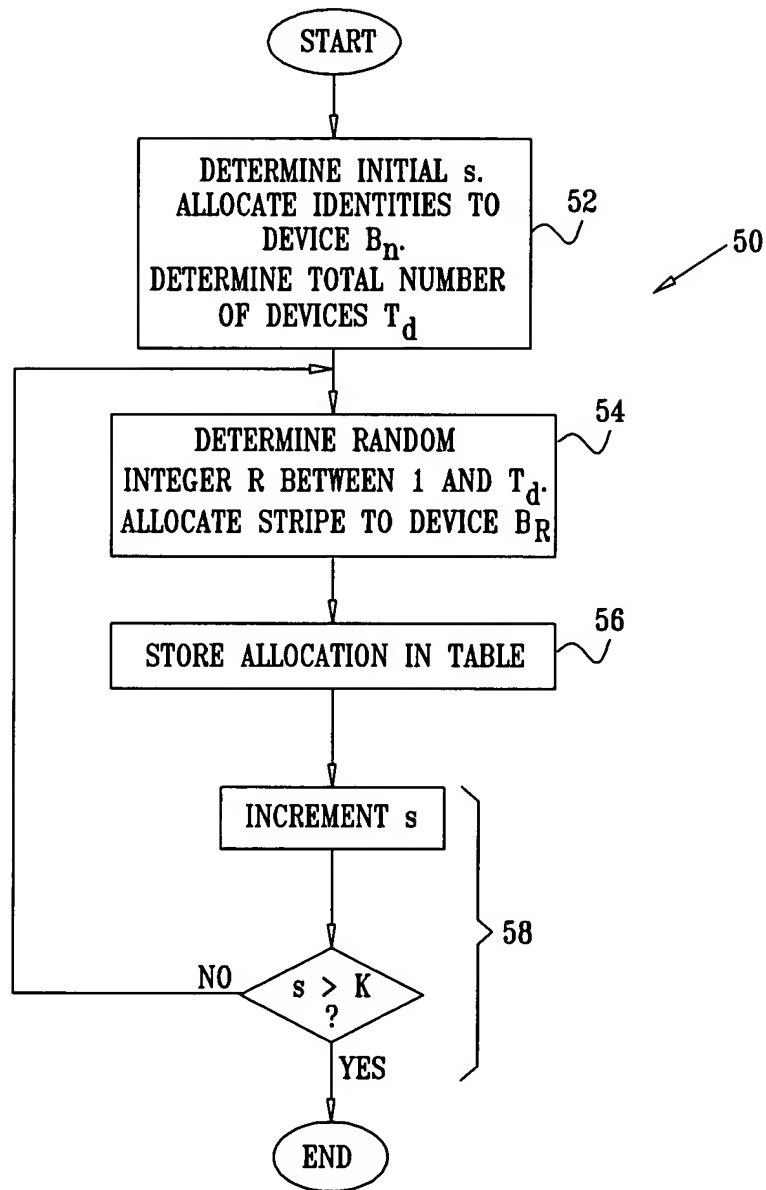 START
DETERMINE INITIAL s.
ALLOCATE IDENTITIES TO
DEVICE Bn.
DETERMINE TOTAL NUMBER
OF DEVICES Td
52
50
DETERMINE RANDOM
INTEGER R BETWEEN 1 AND Td.
ALLOCATE STRIPE TO DEVICE BR
54
STORE ALLOCATION IN TABLE
56
INCREMENT s
58
NO
s > K
?
YES
END